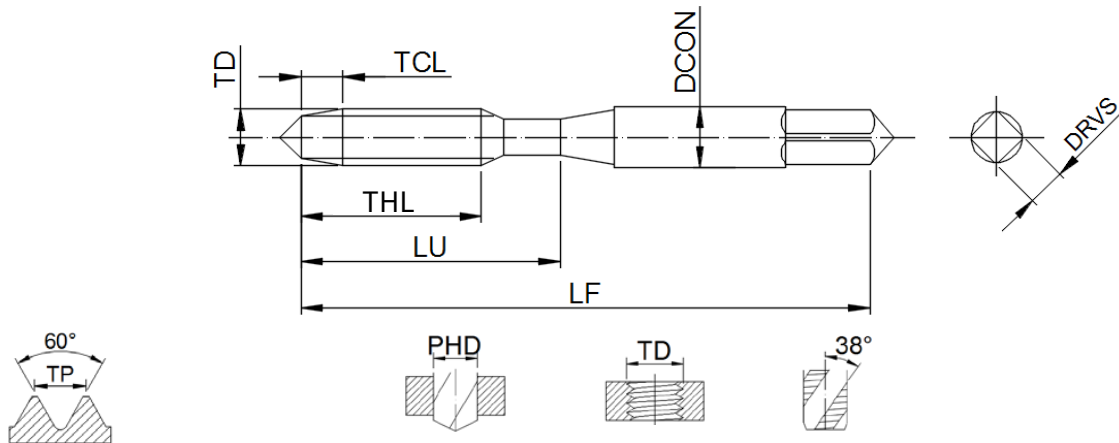 TD
TCL
DCON
DRVS
THL
LU
LF
60°
TP
PHD
TD
38°